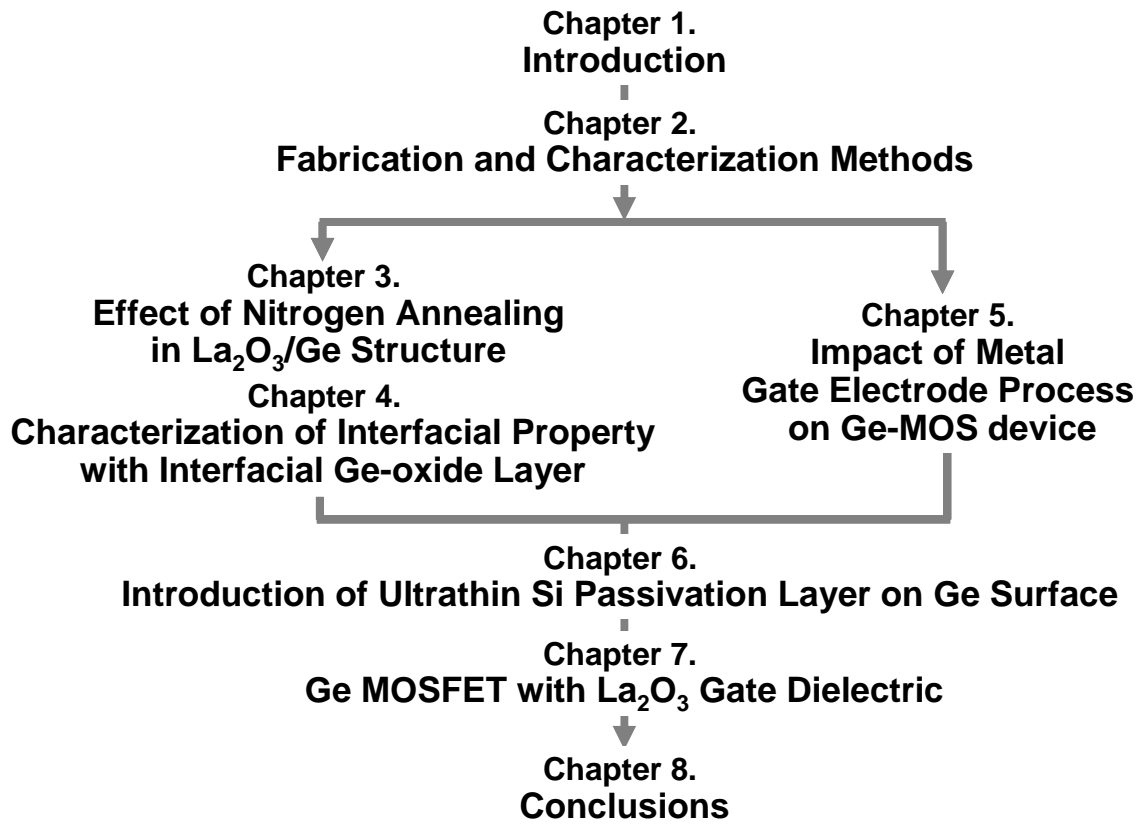 Chapter 1.
Introduction
Chapter 2.
Fabrication and Characterization Methods
Chapter 3.
Effect of Nitrogen Annealing
in La₂O₃/Ge Structure
Chapter 4.
Characterization of Interfacial Property
with Interfacial Ge-oxide Layer
Chapter 5.
Impact of Metal
Gate Electrode Process
on Ge-MOS device
Chapter 6.
Introduction of Ultrathin Si Passivation Layer on Ge Surface
Chapter 7.
Ge MOSFET with La₂O₃ Gate Dielectric
Chapter 8.
Conclusions